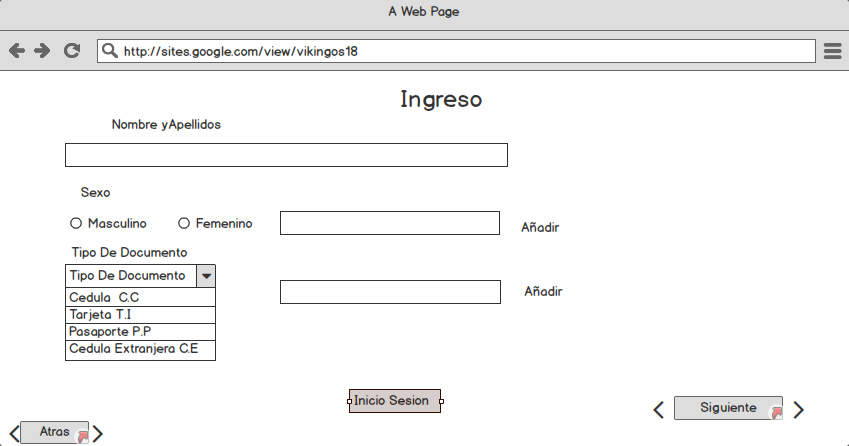 A Web Page
http://sites.google.com/view/vikingos18
Ingreso
Nombre yApellidos
Sexo
Masculino Femenino Añadir
Tipo De Documento
Tipo De Documento
Añadir
Cedula C.C
Tarjeta T.I
Pasaporte P.P
Cedula Extranjera C.E
Inicio Sesion
Siguiente
Atras